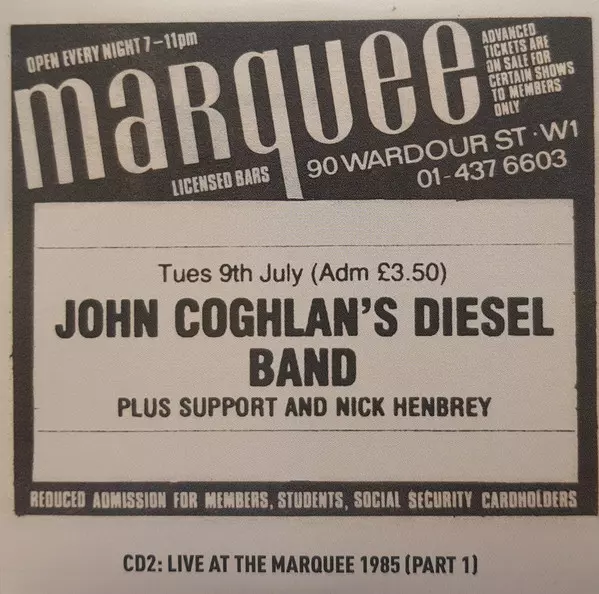 OPEN EVERY NIGHT 7-11pm
marquee
ADVANCED
TICKETS ARE
ON SALE FOR
CERTAIN SHOWS
TO MEMBERS
ONLY
LICENSED BARS
90 WARDOUR ST·W1
01-437 6603
Tues 9th July (Adm £3.50)
JOHN COGHLAN'S DIESEL
BAND
PLUS SUPPORT AND NICK HENBREY
REDUCED ADMISSION FOR MEMBERS, STUDENTS, SOCIAL SECURITY CARDHOLDERS
CD2: LIVE AT THE MARQUEE 1985 (PART 1)